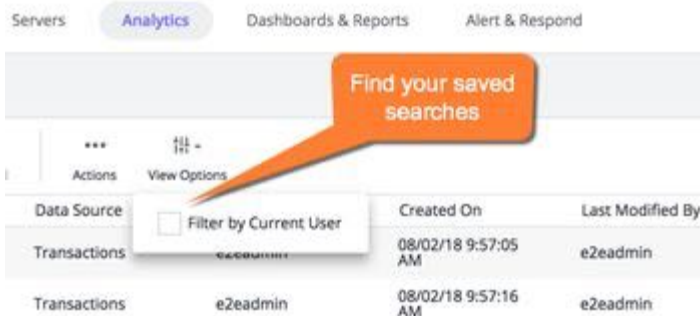 Servers Analytics Dashboards & Reports Alert & Respond
Find your saved
searches
Actions View Options
Data Source Created On Last Modified By
Filter by Current User
Transactions e2eadmin 08/02/18 9:57:05
AM e2eadmin
Transactions e2eadmin 08/02/18 9:57:16
AM e2eadmin